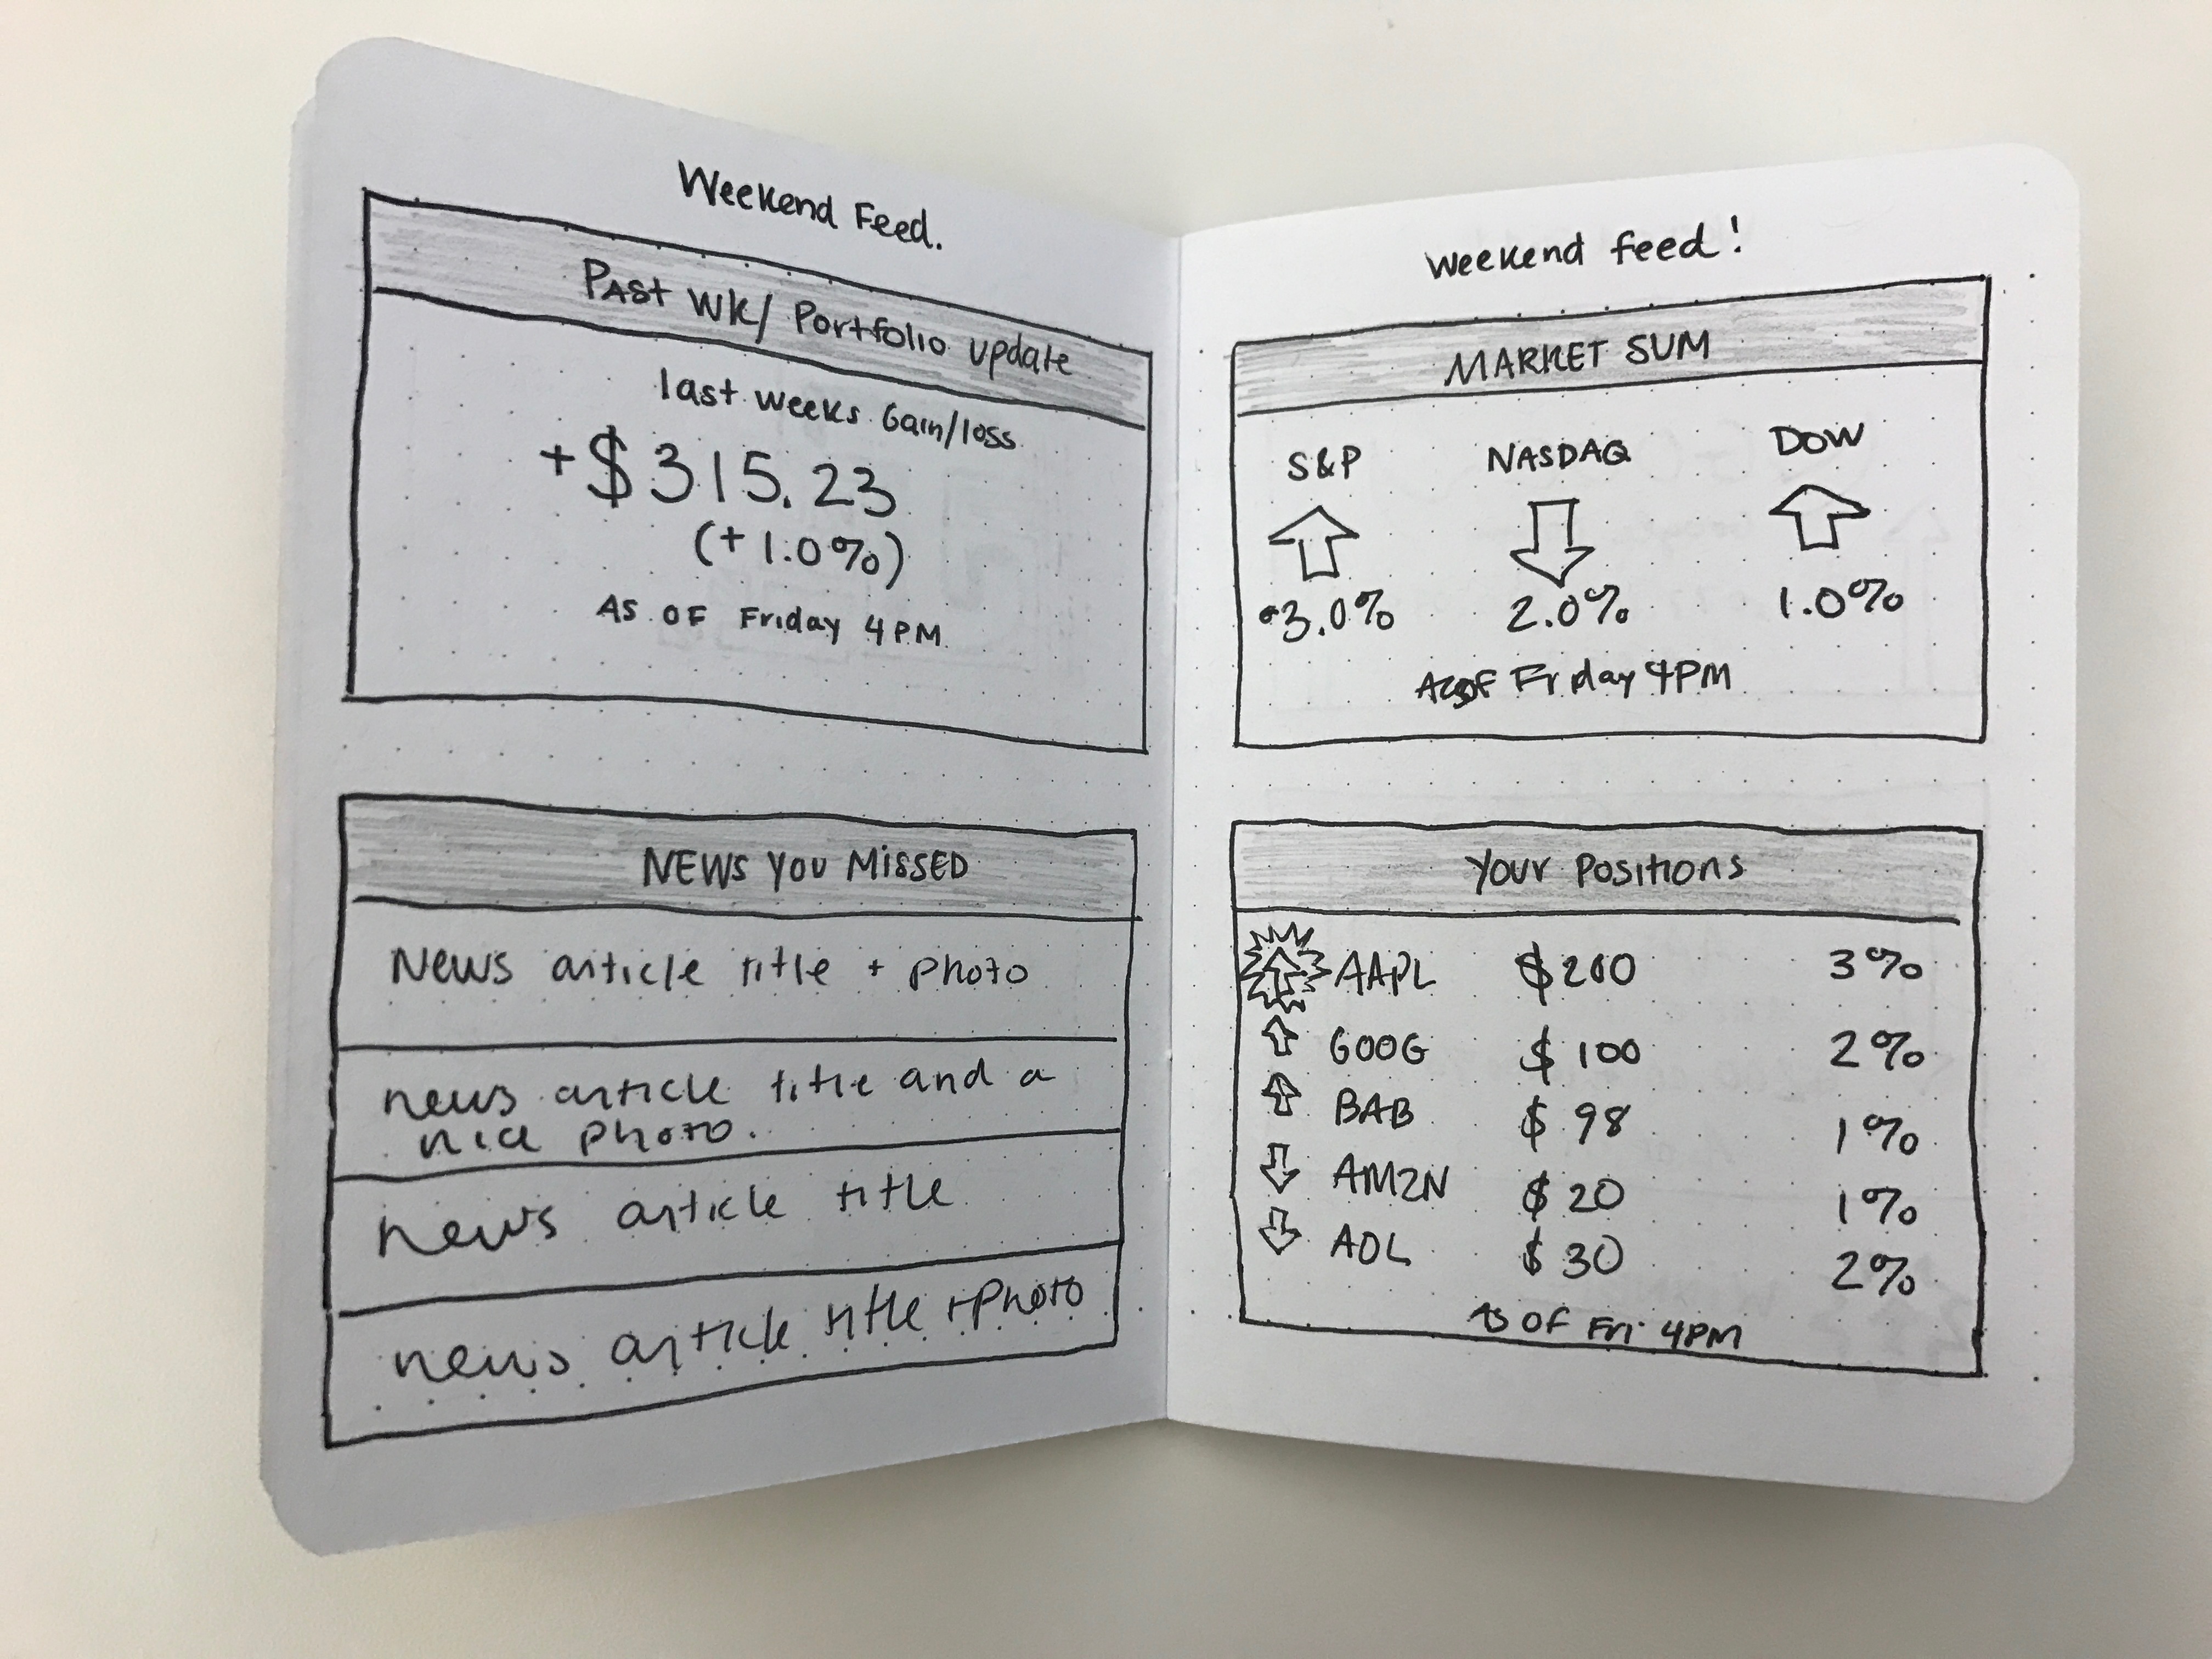 Weekend Feed.
Past Wk/ Portfolio update
last weeks Gain/loss
+$315.23
(+1.0%)
As of Friday 4PM
NEWS YOU MISSED
News article title + photo
news article title and a
nice photo.
news article title
news article title + Photo
Weekend feed!
MARKET SUM
S&P NASDAQ DOW
3.0% 2.0% 1.0%
As of Friday 4PM
Your Positions
AAPL $200 3%
GOOG $100 2%
BAB $98 1%
AMZN $20 1%
AOL $30 2%
As of Fri 4PM